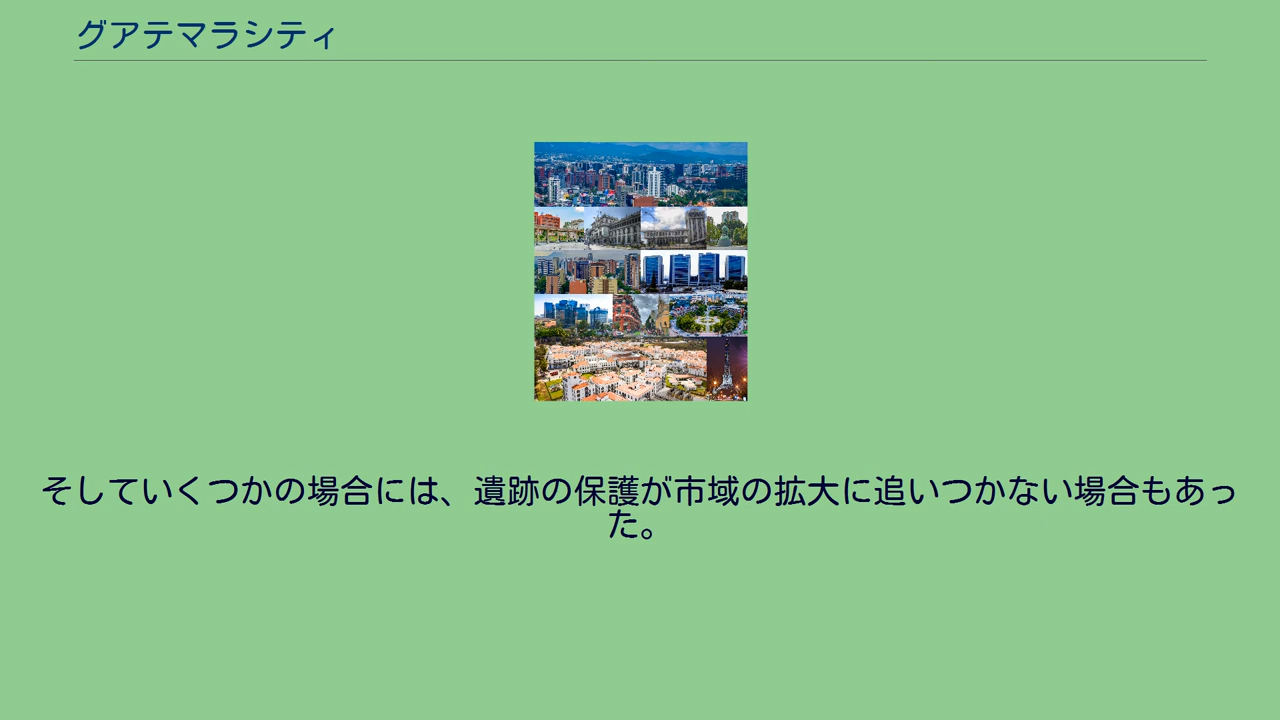 グアテマラシティ
そしていくつかの場合には、遺跡の保護が市域の拡大に追いつかない場合もあっ
た。